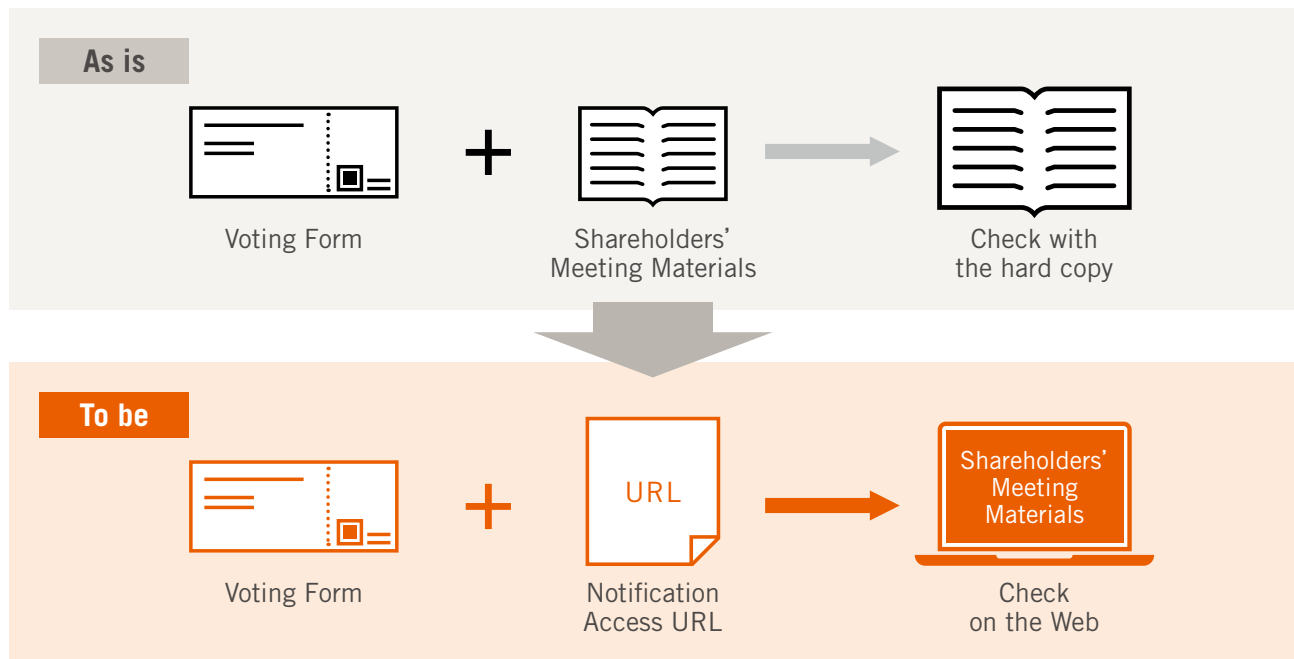 As is
Voting Form
Shareholders’
Meeting Materials
Check with
the hard copy
To be
Voting Form
URL
Notification
Access URL
Shareholders’
Meeting
Materials
Check
on the Web